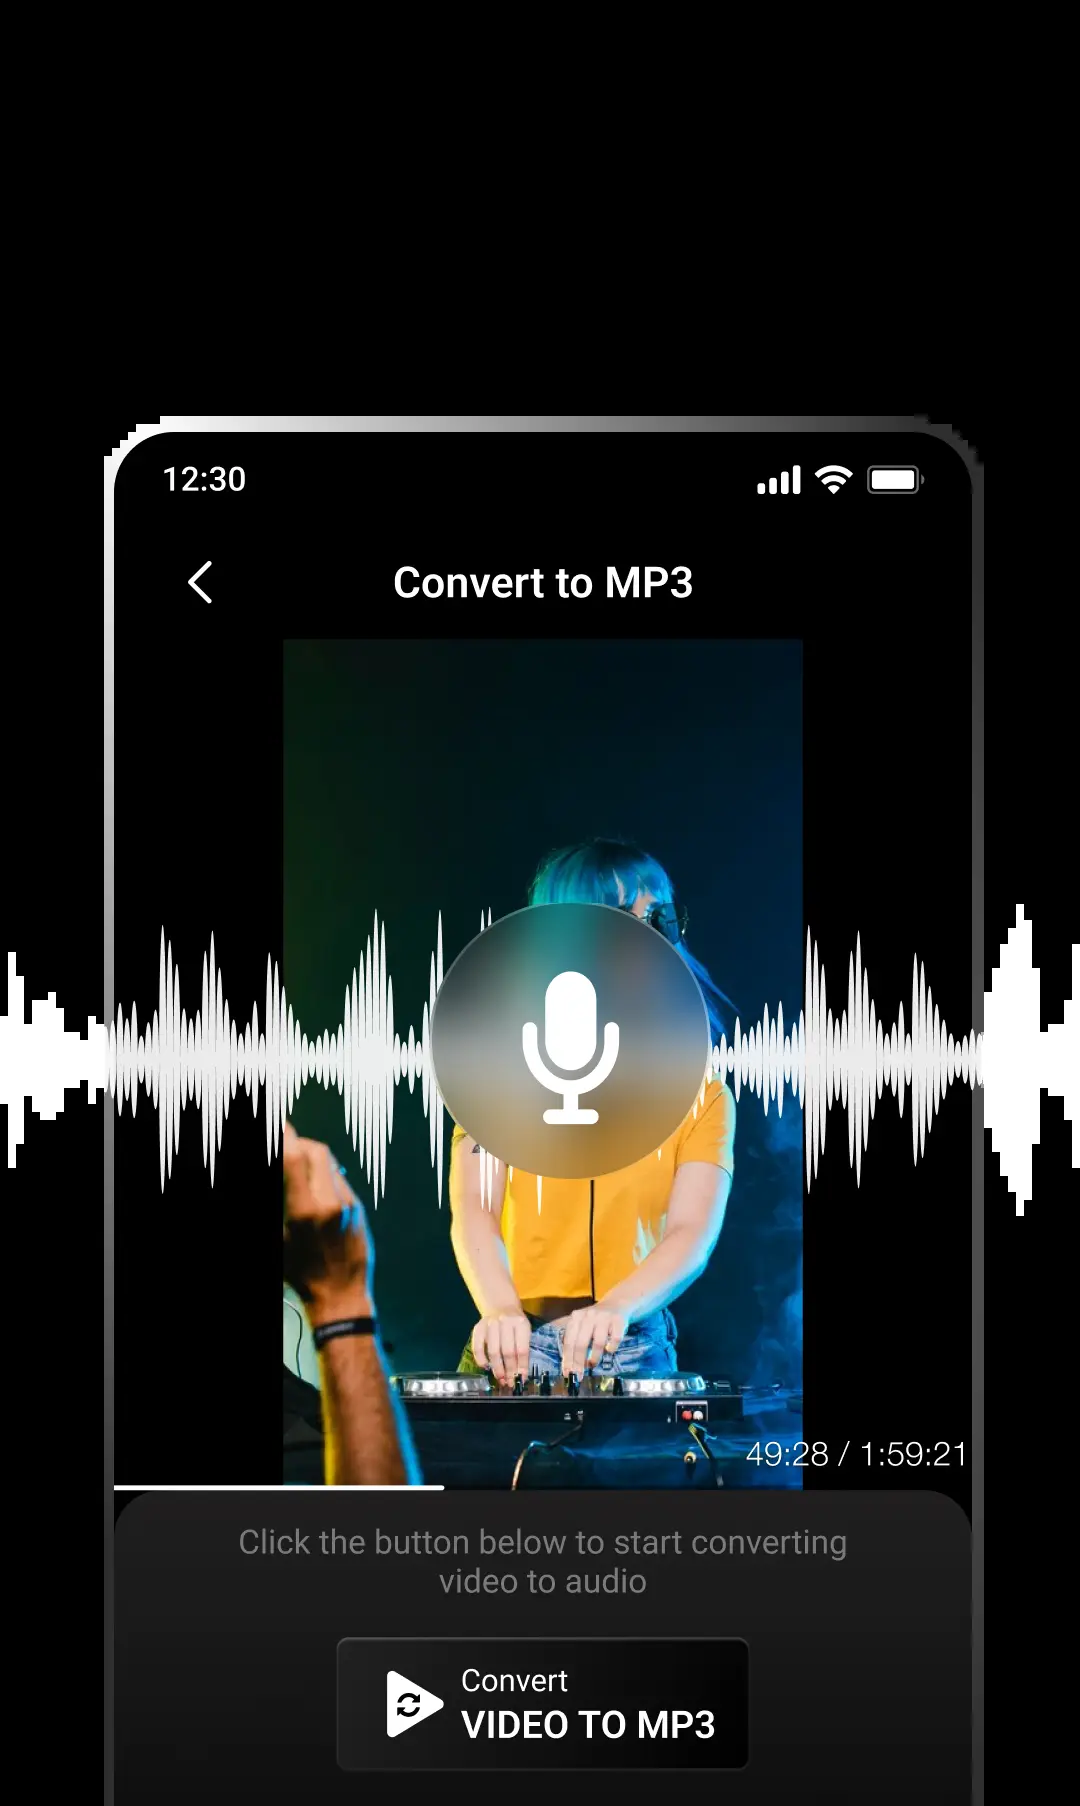 12:30
Convert to MP3
49:28 / 1:59:21
Click the button below to start converting
video to audio
Convert
VIDEO TO MP3